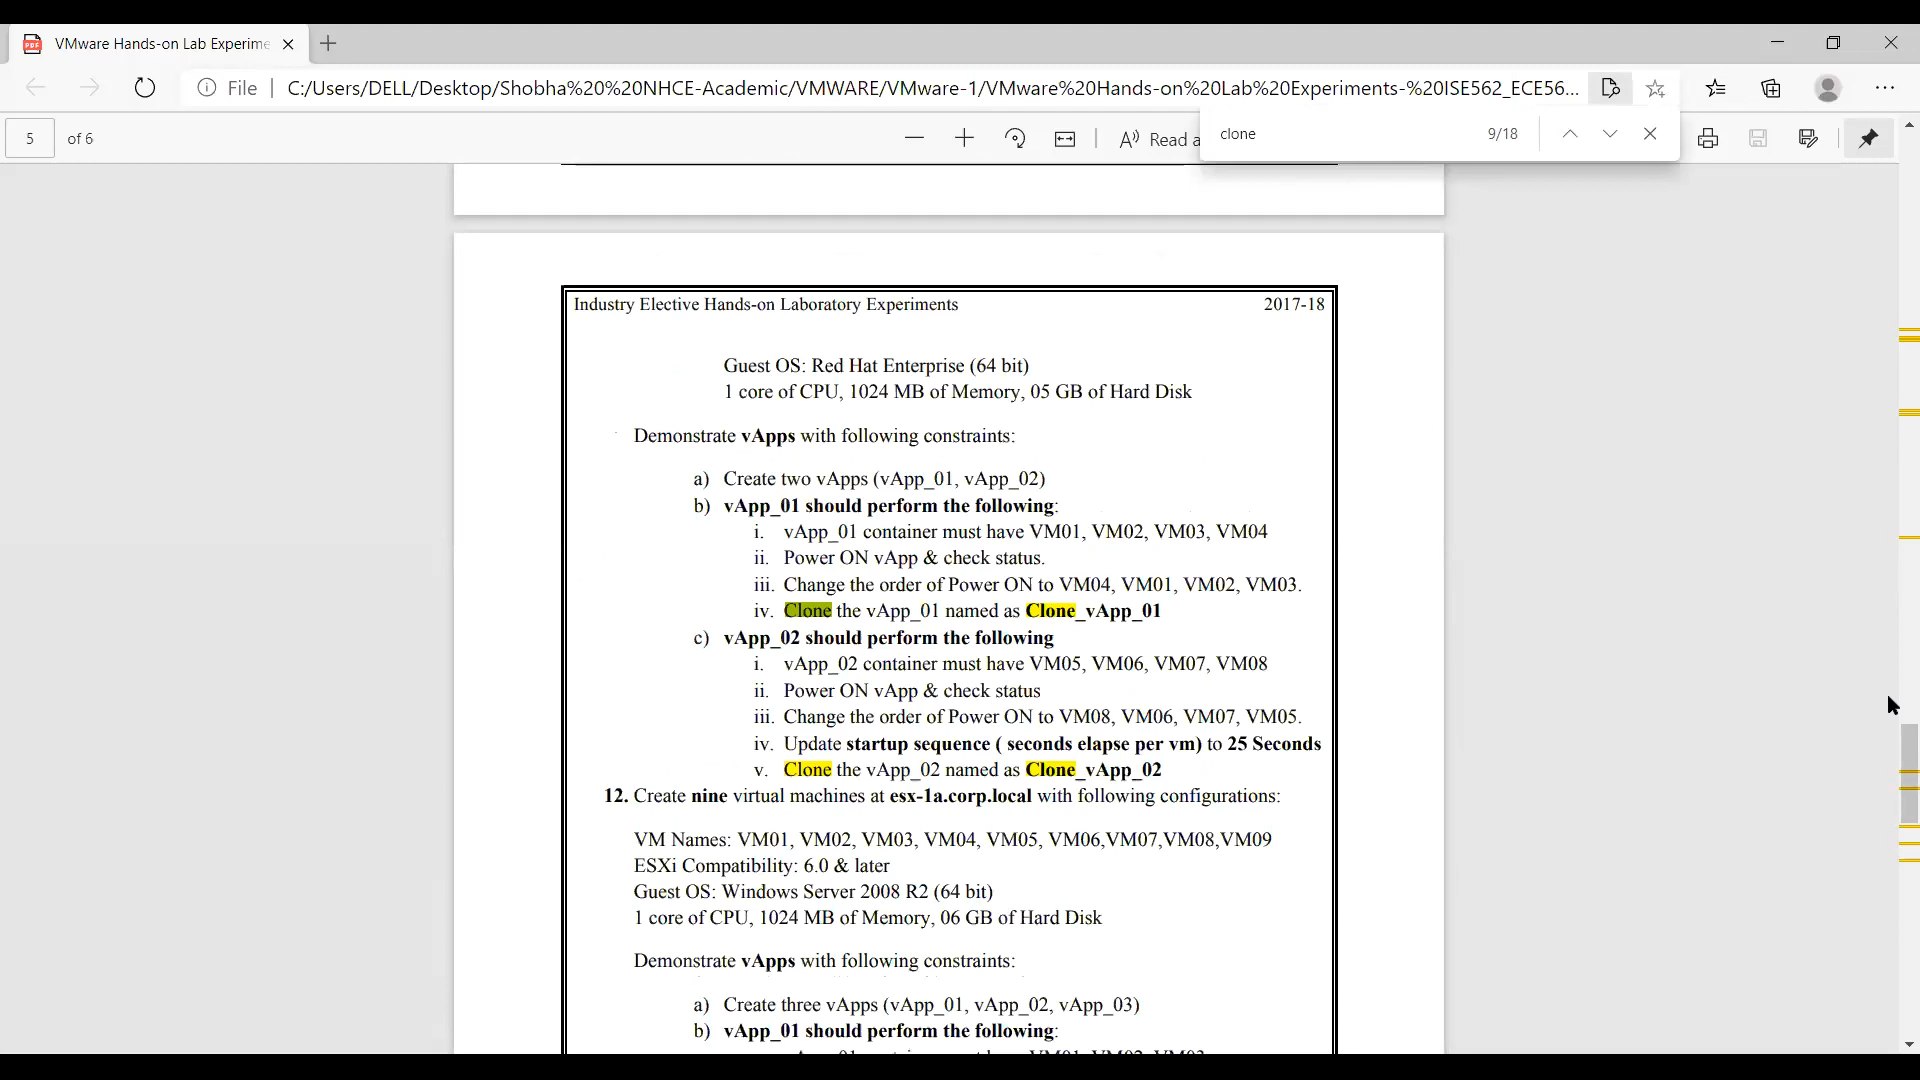 VMware Hands-on Lab Experime
File
C:/Users/DELL/Desktop/Shobha%20%20NHCE-Academic/VMWARE/VMware-1/VMware%20Hands-on%20Lab%20Experiments-%20ISE562_ECE56...
5 of 6
Read a
clone 9/18
Industry Elective Hands-on Laboratory Experiments 2017-18
Guest OS: Red Hat Enterprise (64 bit)
1 core of CPU, 1024 MB of Memory, 05 GB of Hard Disk
Demonstrate vApps with following constraints:
a) Create two vApps (vApp_01, vApp_02)
b) vApp_01 should perform the following:
i. vApp_01 container must have VM01, VM02, VM03, VM04
ii. Power ON vApp & check status.
iii. Change the order of Power ON to VM04, VM01, VM02, VM03.
iv. Clone the vApp_01 named as Clone_vApp_01
c) vApp_02 should perform the following
i. vApp_02 container must have VM05, VM06, VM07, VM08
ii. Power ON vApp & check status
iii. Change the order of Power ON to VM08, VM06, VM07, VM05.
iv. Update startup sequence ( seconds elapse per vm) to 25 Seconds
v. Clone the vApp_02 named as Clone_vApp_02
12. Create nine virtual machines at esx-1a.corp.local with following configurations:
VM Names: VM01, VM02, VM03, VM04, VM05, VM06,VM07,VM08,VM09
ESXi Compatibility: 6.0 & later
Guest OS: Windows Server 2008 R2 (64 bit)
1 core of CPU, 1024 MB of Memory, 06 GB of Hard Disk
Demonstrate vApps with following constraints:
a) Create three vApps (vApp_01, vApp_02, vApp_03)
b) vApp_01 should perform the following: